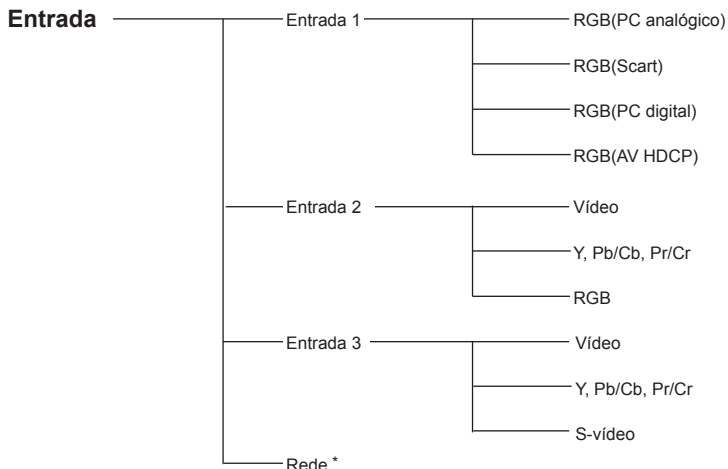 Entrada
Entrada 1
RGB(PC analógico)
RGB(Scart)
RGB(PC digital)
RGB(AV HDCP)
Entrada 2
Vídeo
Y, Pb/Cb, Pr/Cr
RGB
Entrada 3
Vídeo
Y, Pb/Cb, Pr/Cr
S-vídeo
Rede *